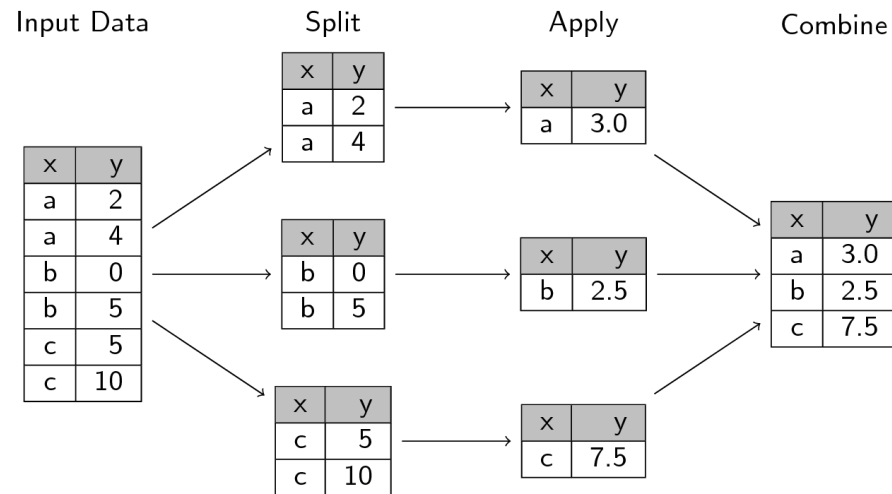 Input Data
x y
a 2
a 4
b 0
b 5
c 5
c 10
Split
x y
a 2
a 4
x y
b 0
b 5
x y
c 5
c 10
Apply
x y
a 3.0
x y
b 2.5
x y
c 7.5
Combine
x y
a 3.0
b 2.5
c 7.5